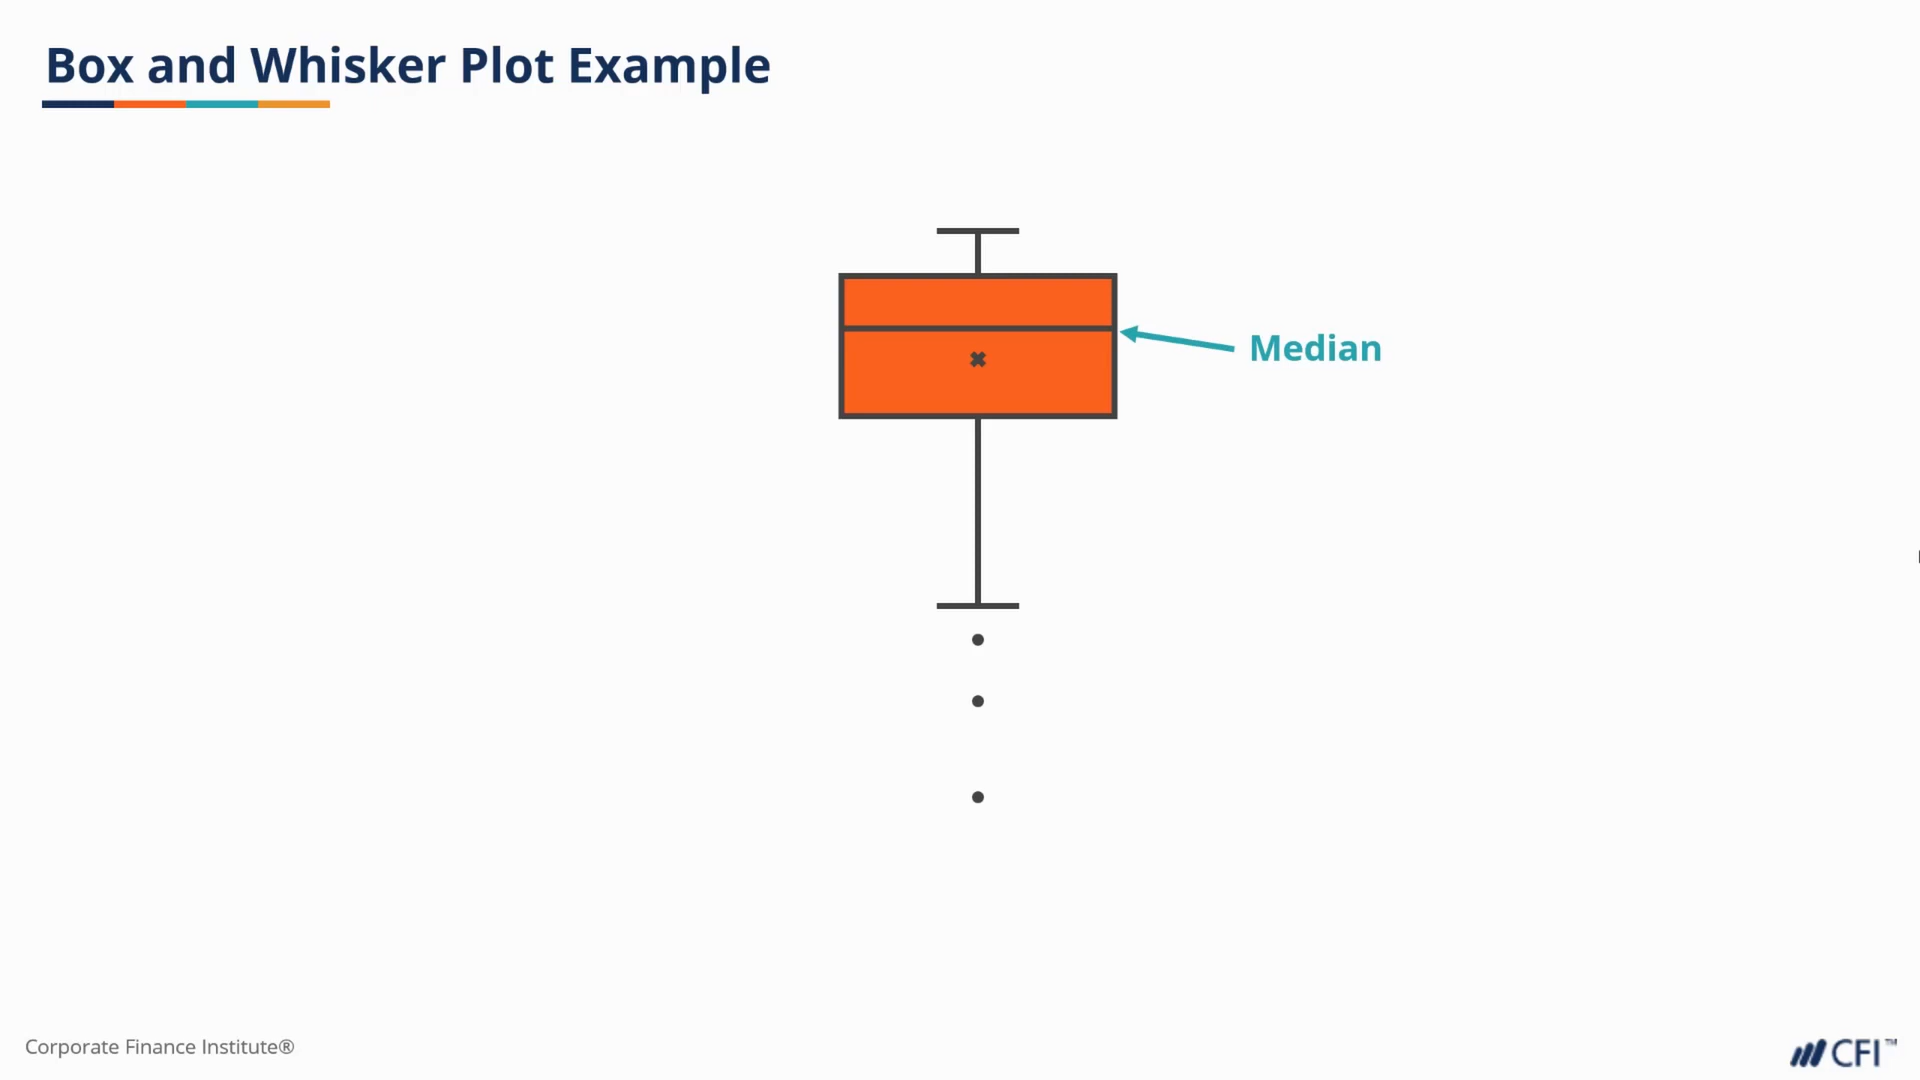 Box and Whisker Plot Example
Median
Corporate Finance Institute®
CFI™